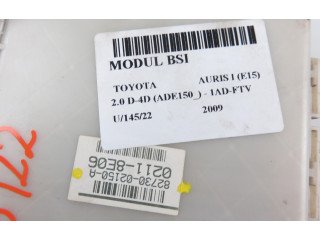 MODUL BSI
TOYOTA AURIS I (E15)
2.0 D-4D (ADE150_) - 1AD-FTV
U/145/22 2009
82730-02150-A
0211-8E06